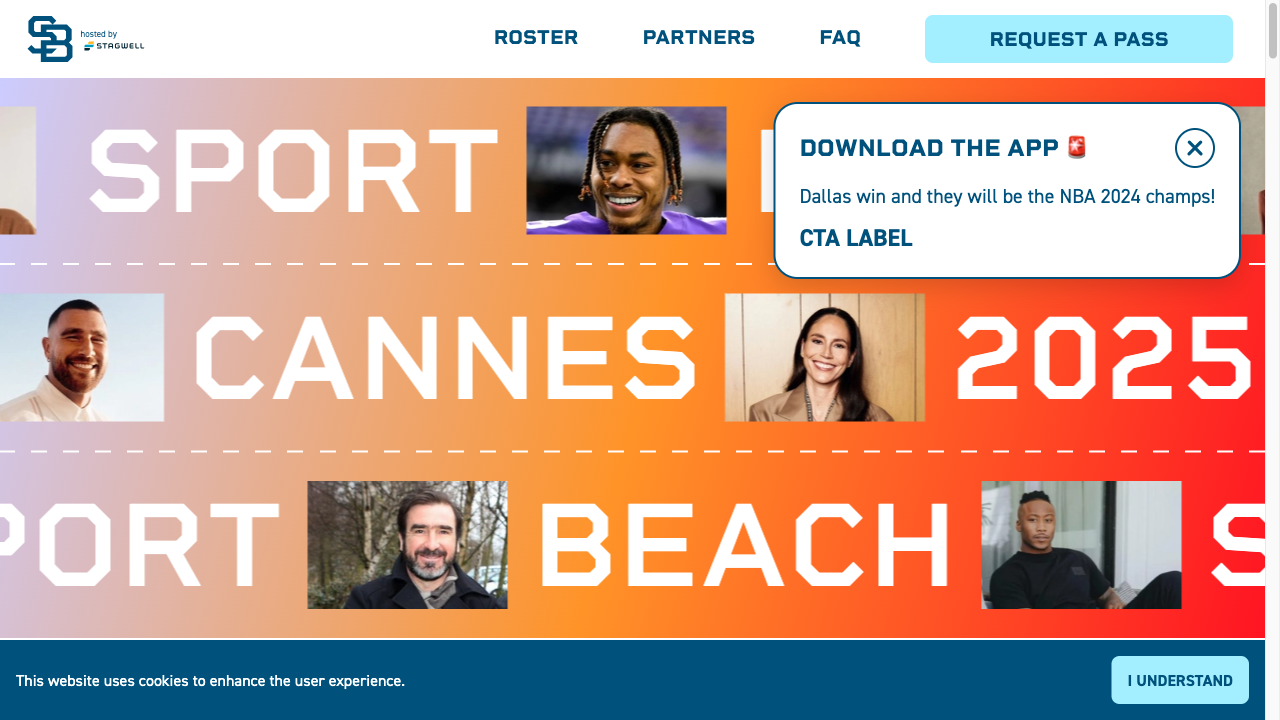 SB
hosted by
STAGWELL
ROSTER
PARTNERS
FAQ
REQUEST A PASS
SPORT
DOWNLOAD THE APP 🚨
Dallas win and they will be the NBA 2024 champs!
CTA LABEL
CANNES
2025
PORT
BEACH
S
This website uses cookies to enhance the user experience.
I UNDERSTAND